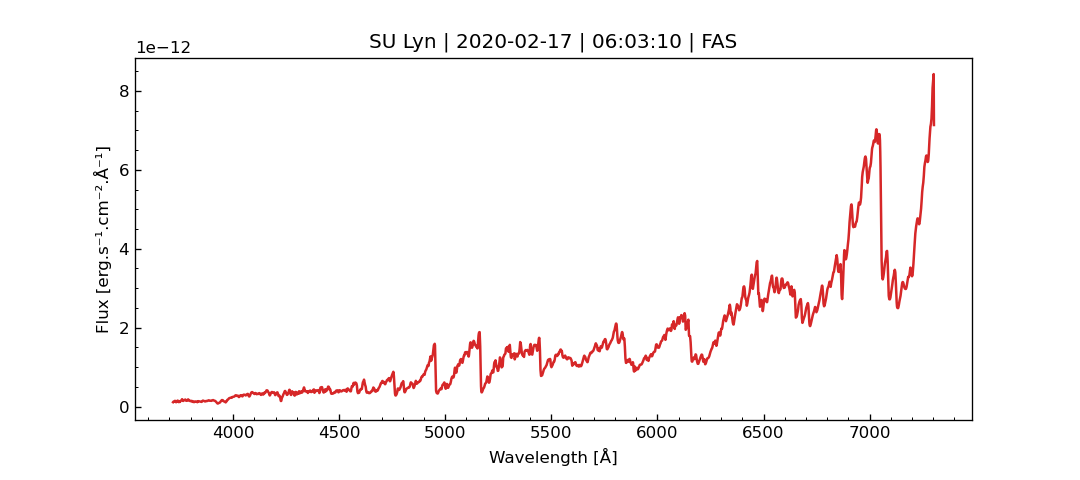 SU Lyn | 2020-02-17 | 06:03:10 | FAS
1e−12
8
6
4
2
0
Flux [erg.s⁻¹.cm⁻².Å⁻¹]
4000 4500 5000 5500 6000 6500 7000
Wavelength [Å]